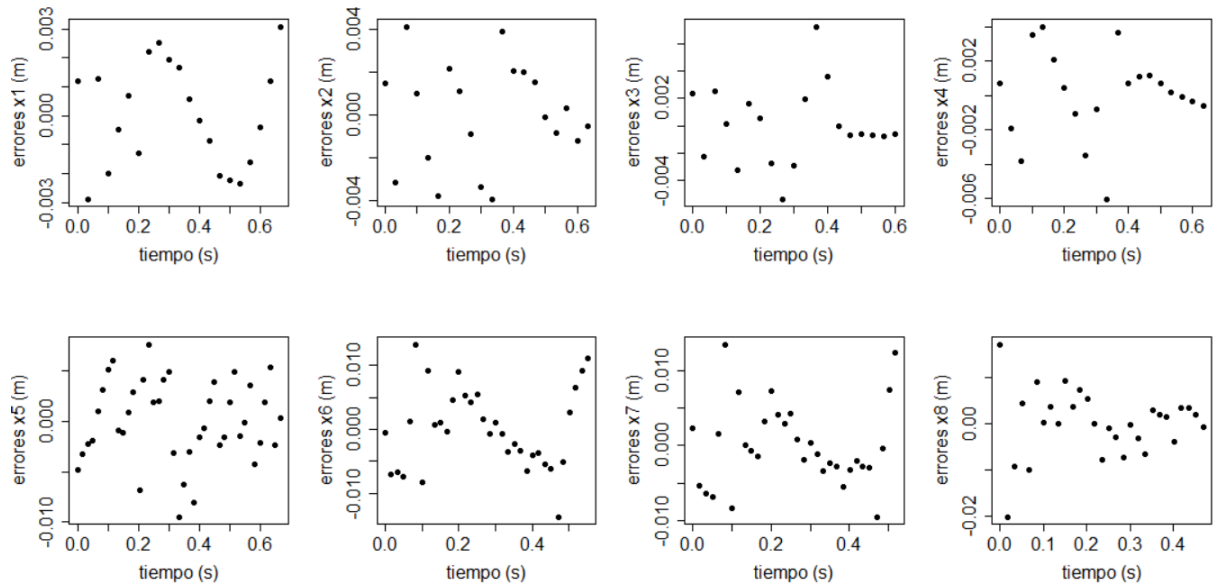 errores x1 (m)
0.003
0.000
-0.003
0.0 0.2 0.4 0.6
tiempo (s)
errores x2 (m)
0.004
0.000
-0.004
0.0 0.2 0.4 0.6
tiempo (s)
errores x3 (m)
0.002
-0.004
0.0 0.2 0.4 0.6
tiempo (s)
errores x4 (m)
0.002
-0.002
-0.006
0.0 0.2 0.4 0.6
tiempo (s)
errores x5 (m)
0.000
-0.010
0.0 0.2 0.4 0.6
tiempo (s)
errores x6 (m)
0.010
0.000
-0.010
0.0 0.2 0.4
tiempo (s)
errores x7 (m)
0.010
0.000
-0.010
0.0 0.2 0.4
tiempo (s)
errores x8 (m)
0.00
-0.02
0.0 0.1 0.2 0.3 0.4
tiempo (s)